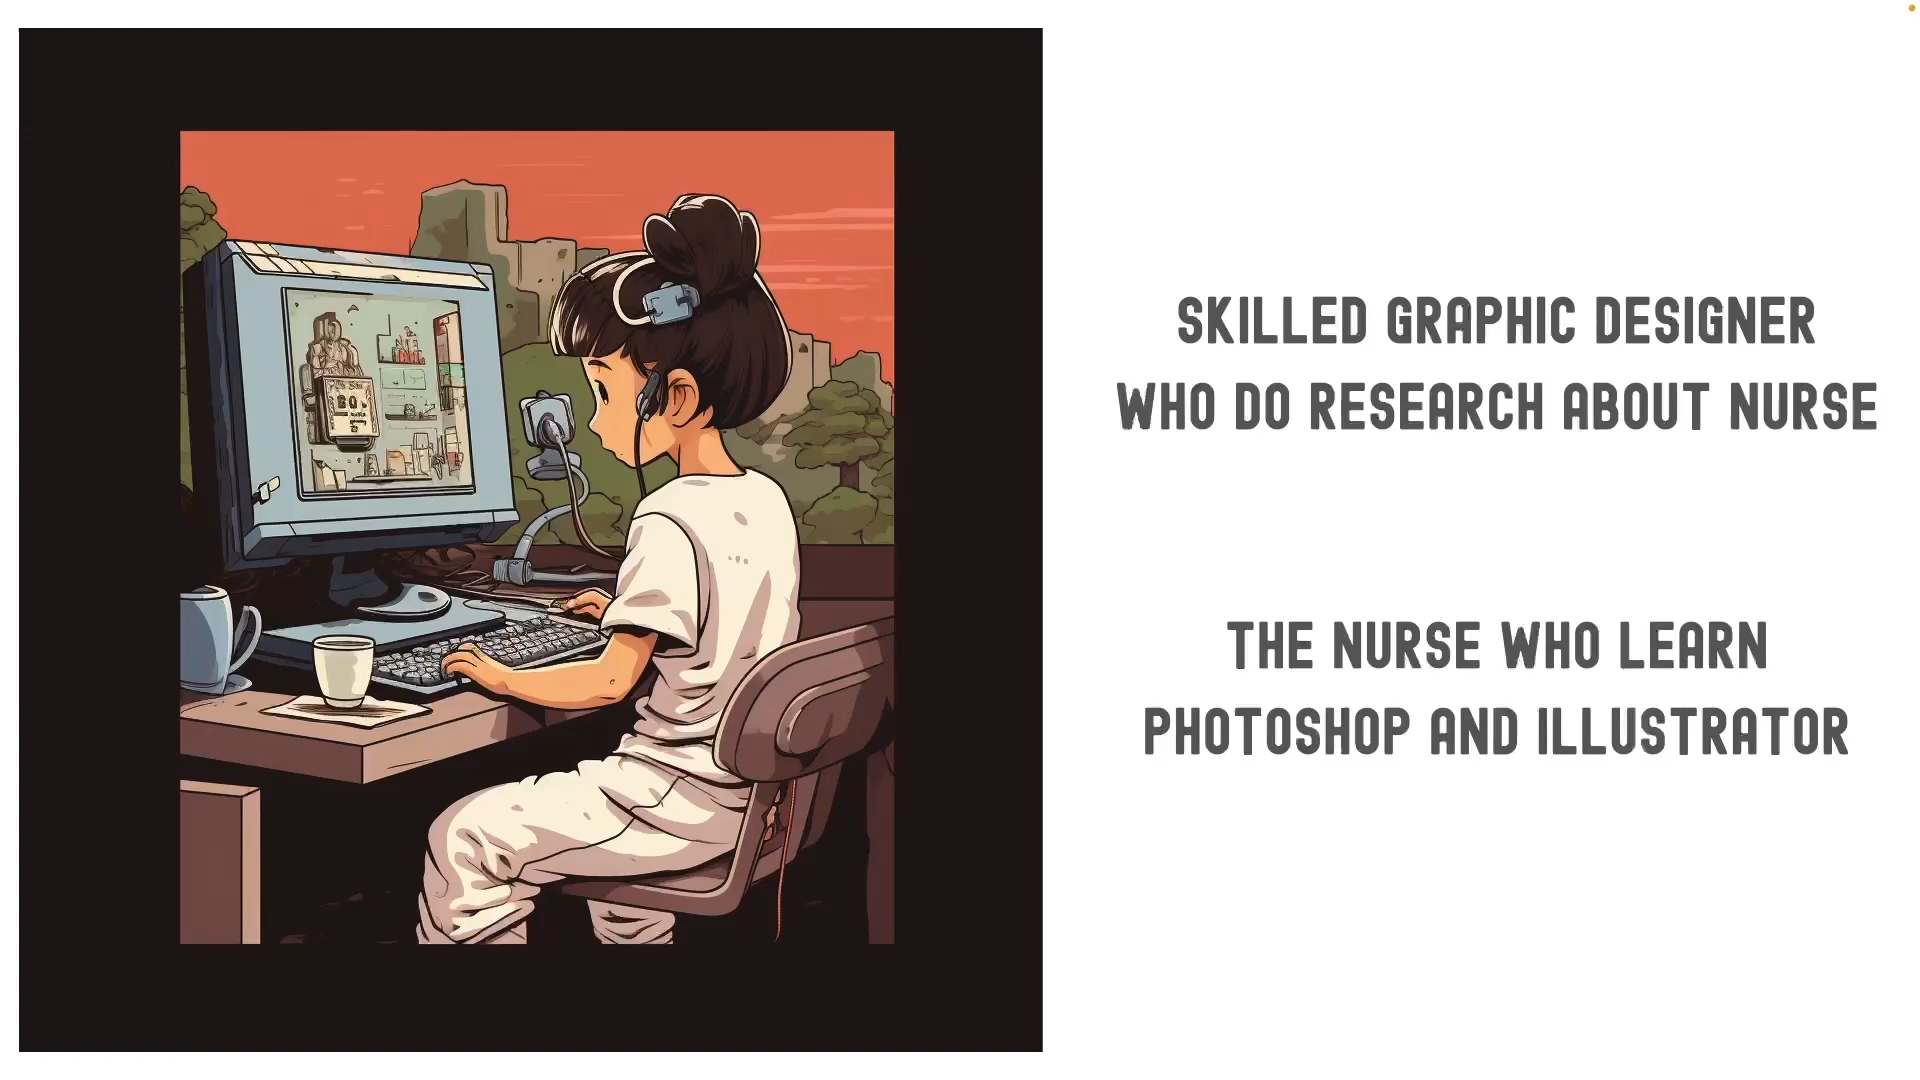 SKILLED GRAPHIC DESIGNER
WHO DO RESEARCH ABOUT NURSE
THE NURSE WHO LEARN
PHOTOSHOP AND ILLUSTRATOR